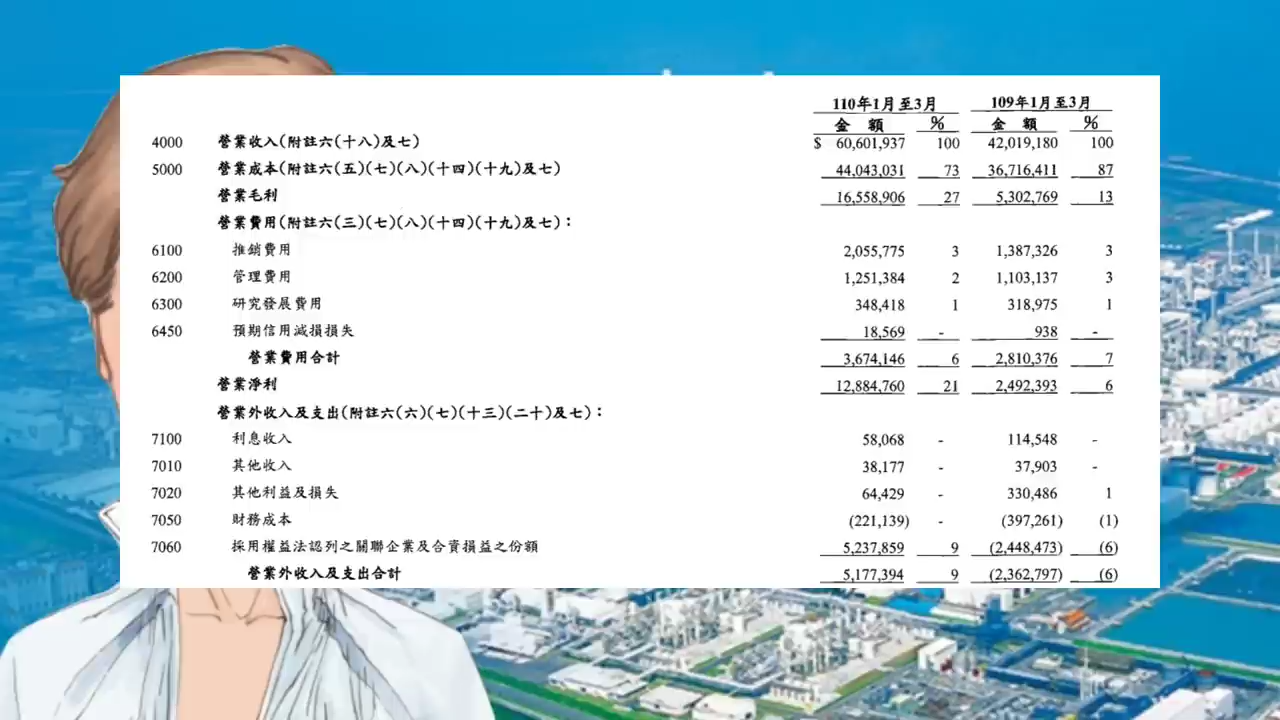 110年1月至3月 109年1月至3月
金 額 % 金 額 %
4000 營業收入(附註六(十八)及七) $ 60,601,937 100 42,019,180 100
5000 營業成本(附註六(五)(七)(八)(十四)(十九)及七) 44,043,031 73 36,716,411 87
營業毛利 16,558,906 27 5,302,769 13
營業費用(附註六(三)(七)(八)(十四)(十九)及七)：
6100 推銷費用 2,055,775 3 1,387,326 3
6200 管理費用 1,251,384 2 1,103,137 3
6300 研究發展費用 348,418 1 318,975 1
6450 預期信用減損損失 18,569 - 938 -
營業費用合計 3,674,146 6 2,810,376 7
營業淨利 12,884,760 21 2,492,393 6
營業外收入及支出(附註六(六)(七)(十三)(二十)及七)：
7100 利息收入 58,068 - 114,548 -
7010 其他收入 38,177 - 37,903 -
7020 其他利益及損失 64,429 - 330,486 1
7050 財務成本 (221,139) - (397,261) (1)
7060 採用權益法認列之關聯企業及合資損益之份額 5,237,859 9 (2,448,473) (6)
營業外收入及支出合計 5,177,394 9 (2,362,797) (6)